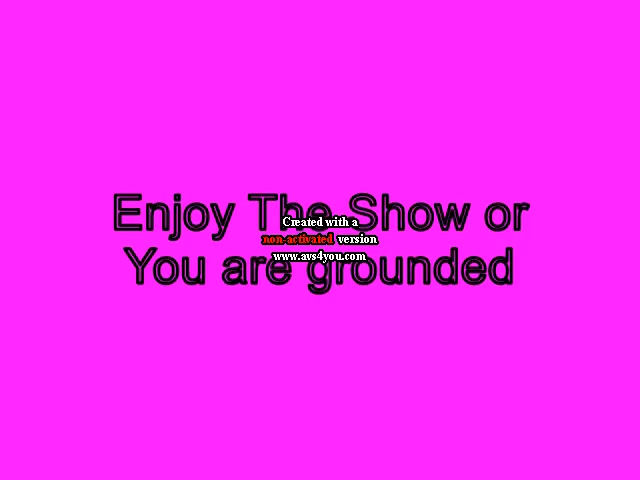 Enjoy The Show or
You are grounded
Created with a
non-activated version
www.avs4you.com